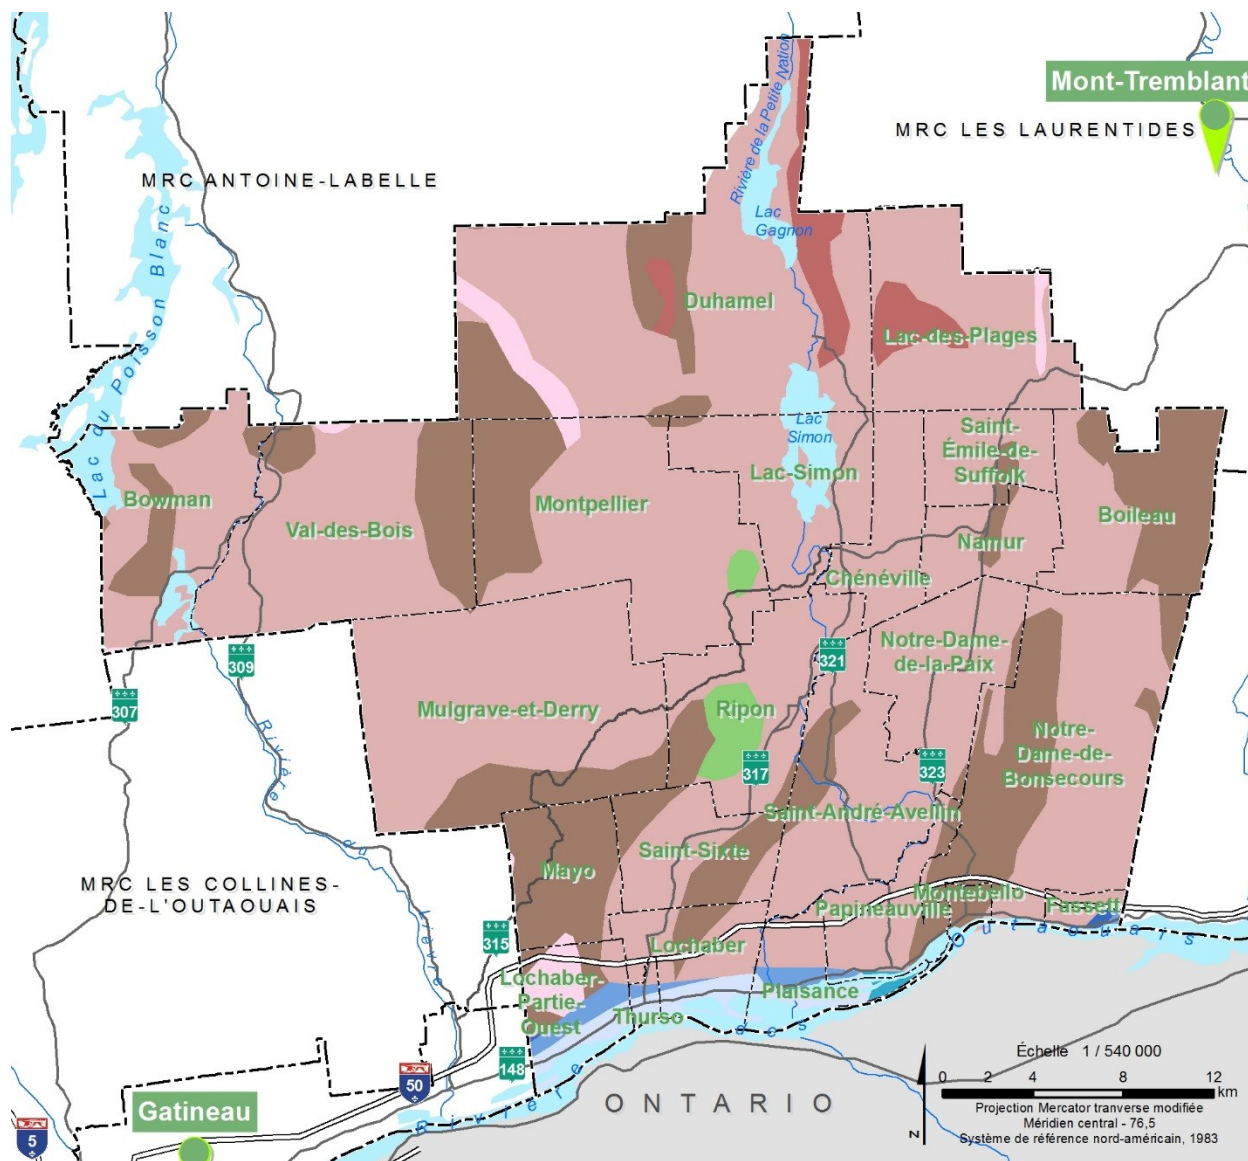 Mont-Tremblant
MRC LES LAURENTIDES
MRC ANTOINE-LABELLE
Rivière de la Petite Nation
Lac
Gagnon
Lac du Poisson Blanc
Duhamel
Lac-des-Plages
Lac
Simon
Saint-
Émile-de-
Suffolk
Lac-Simon
Bowman
Montpellier
Val-des-Bois
Boileau
Namur
Chénéville
Notre-Dame-
de-la-Paix
321
309
307
Mulgrave-et-Derry
Ripon
Notre-
Dame-de-
Bonsecours
317
323
Rivière du Lièvre
Saint-André-Avellin
Saint-Sixte
Mayo
MRC LES COLLINES-
DE-L'OUTAOUAIS
Montebello
Papineauville
Fassett
315
Lochaber
Lochaber-
Partie-
Ouest
Plaisance
Thurso
Rivière des Outaouais
148
50
5
Gatineau
ONTARIO
Échelle 1 / 540 000
0 2 4 8 12
km
Projection Mercator tranverse modifiée
Méridien central - 76,5
Système de référence nord-américain, 1983
N